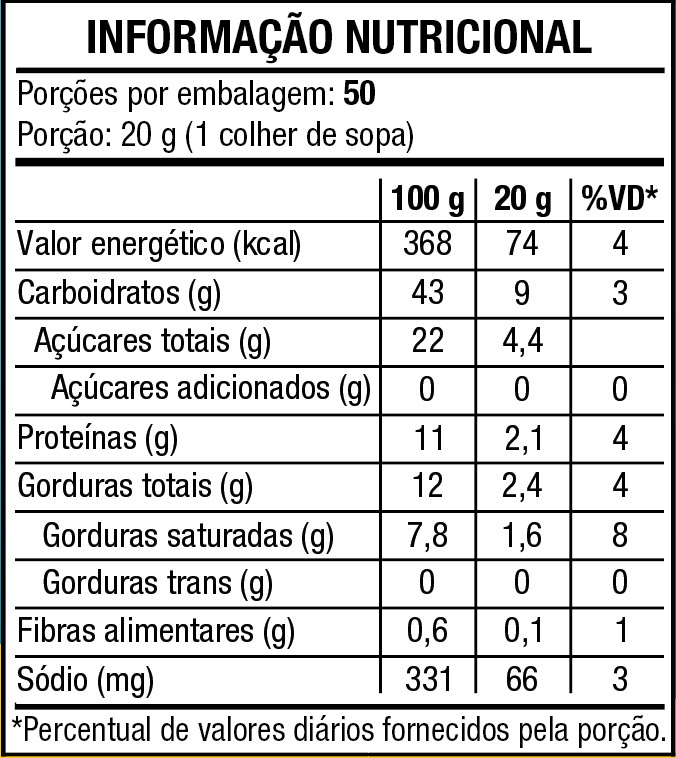 INFORMAÇÃO NUTRICIONAL
Porções por embalagem: 50
Porção: 20 g (1 colher de sopa)
100 g 20 g %VD*
Valor energético (kcal) 368 74 4
Carboidratos (g) 43 9 3
Açúcares totais (g) 22 4,4
Açúcares adicionados (g) 0 0 0
Proteínas (g) 11 2,1 4
Gorduras totais (g) 12 2,4 4
Gorduras saturadas (g) 7,8 1,6 8
Gorduras trans (g) 0 0 0
Fibras alimentares (g) 0,6 0,1 1
Sódio (mg) 331 66 3
*Percentual de valores diários fornecidos pela porção.